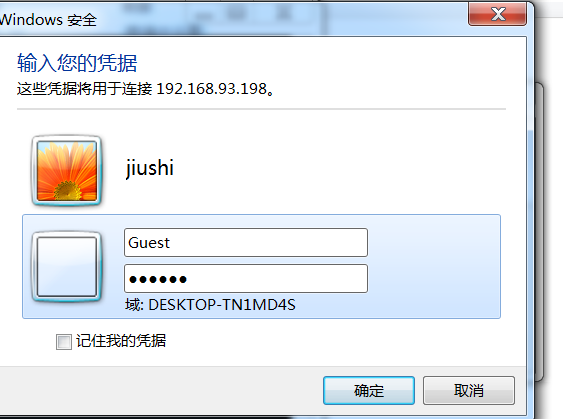 Windows 安全
输入您的凭据
这些凭据将用于连接 192.168.93.198。
jiushi
Guest
●●●●●●
域: DESKTOP-TN1MD4S
记住我的凭据
确定
取消